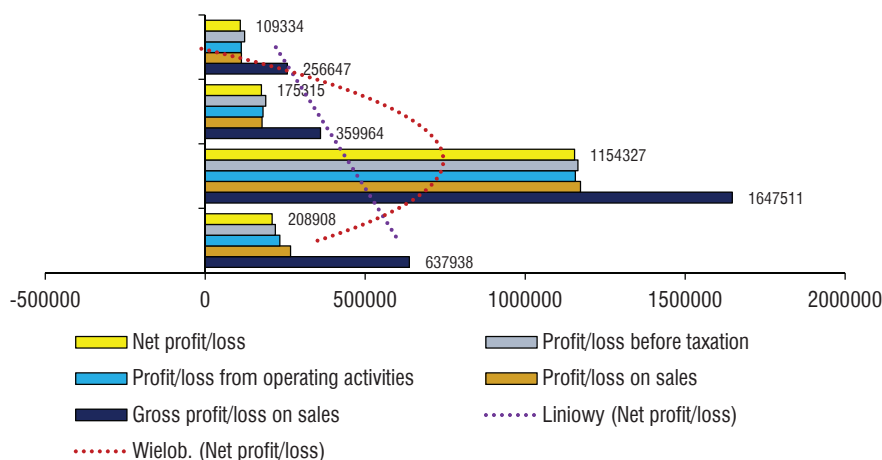 109334
256647
175315
359964
1154327
1647511
208908
637938
-500000 0 500000 1000000 1500000 2000000
Net profit/loss Profit/loss before taxation
Profit/loss from operating activities Profit/loss on sales
Gross profit/loss on sales Liniowy (Net profit/loss)
Wielob. (Net profit/loss)